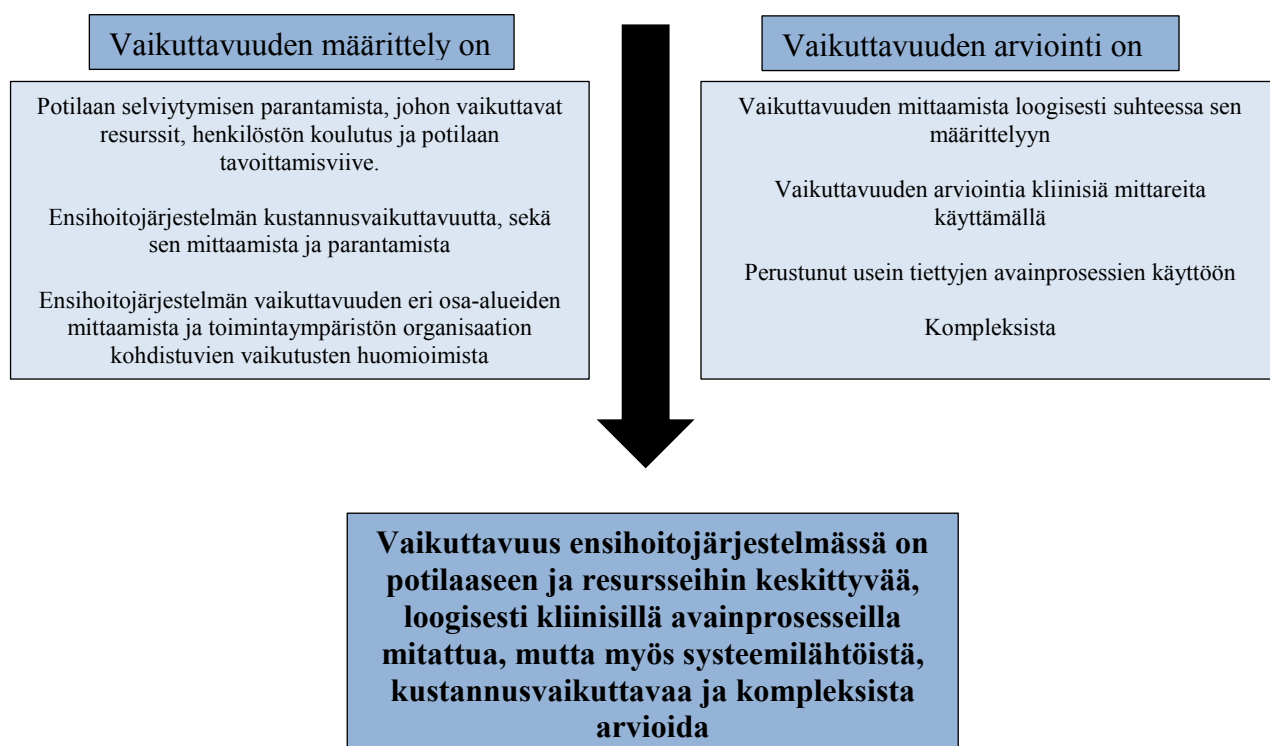 Vaikuttavuuden määrittely on
Potilaan selviytymisen parantamista, johon vaikuttavat
resurssit, henkilöstön koulutus ja potilaan
tavoittamisviive.
Ensihoitojärjestelmän kustannusvaikuttavuutta, sekä
sen mittaamista ja parantamista
Ensihoitojärjestelmän vaikuttavuuden eri osa-alueiden
mittaamista ja toimintaympäristön organisaation
kohdistuvien vaikutusten huomioimista
Vaikuttavuuden arviointi on
Vaikuttavuuden mittaamista loogisesti suhteessa sen
määrittelyyn
Vaikuttavuuden arviointia kliinisiä mittareita
käyttämällä
Perustunut usein tiettyjen avainprosessien käyttöön
Kompleksista
Vaikuttavuus ensihoitojärjestelmässä on
potilaaseen ja resursseihin keskittyvää,
loogisesti kliinisillä avainprosesseilla
mitattua, mutta myös systeemilähtöistä,
kustannusvaikuttavaa ja kompleksista
arvioida